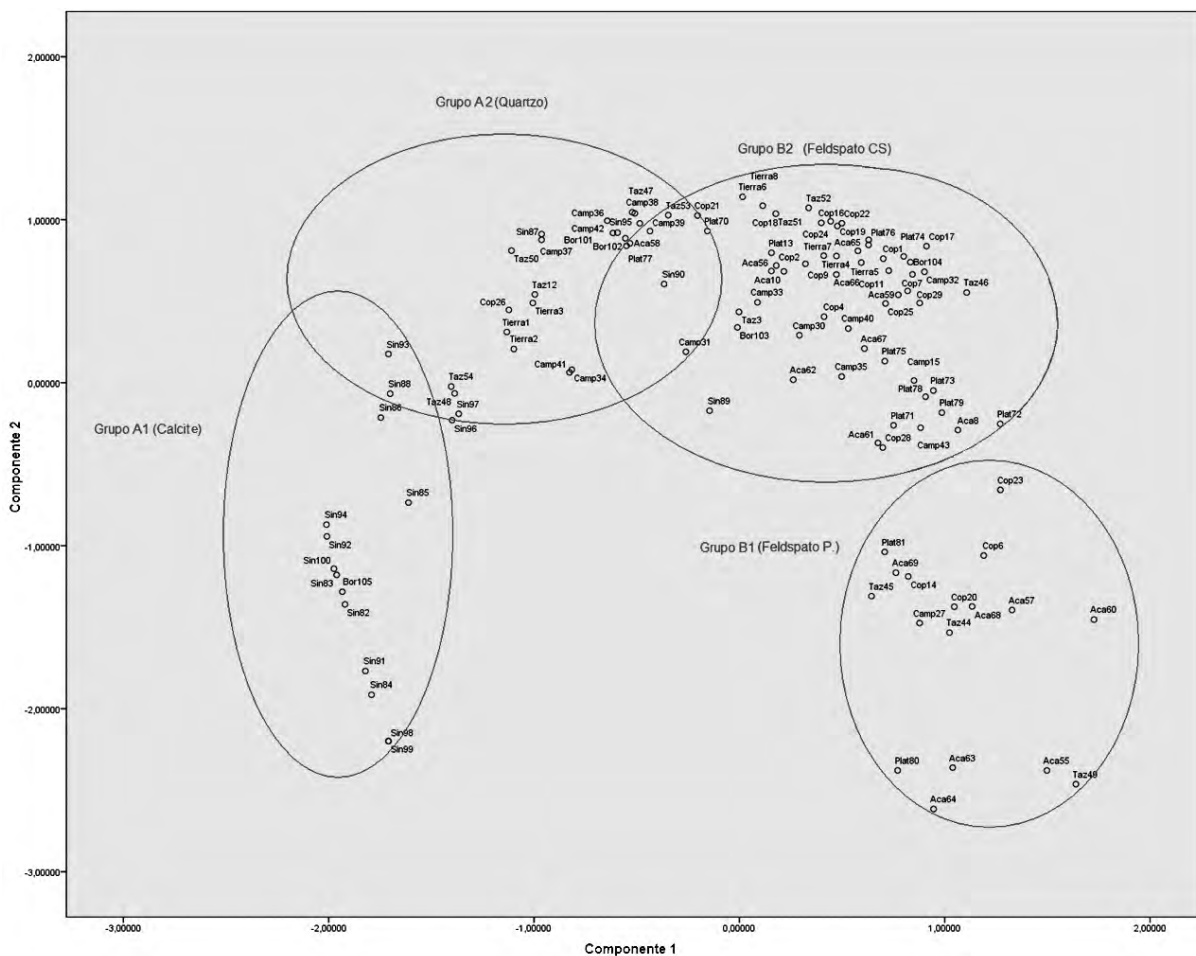 2,00000
Grupo A2 (Quartzo)
Grupo B2 (Feldspato CS)
Tierra8
Tierra6
Taz47
Taz52
Camp38
Camp36
Taz53
Cop21
Cop16
Cop22
1,00000
Sin95
Camp39
Plat70
Cop18
Taz51
Camp42
Cop24
Cop19
Plat76
Plat74
Cop17
Sin87
Bor101
Bor102
Aca58
Plat13
Tierra7
Aca65
Cop1
Taz50
Camp37
Plat77
Aca56
Cop2
Tierra4
Tierra5
Bor104
Aca10
Cop9
Aca66
Cop11
Cop7
Camp32
Sin90
Taz46
Taz12
Camp33
Aca59
Cop29
Cop26
Tierra3
Cop4
Cop25
Taz3
Camp40
Tierra1
Bor103
Camp30
Tierra2
Aca67
Sin93
Camp31
Plat75
Camp15
Camp41
Camp34
Aca62
Camp35
0,00000
Sin88
Taz54
Plat78
Plat73
Taz48
Sin97
Sin86
Sin89
Plat79
Sin96
Plat71
Plat72
Grupo A1 (Calcite)
Aca61
Cop28
Aca8
Camp43
Componente 2
Sin85
Cop23
Sin94
-1,00000
Sin92
Grupo B1 (Feldspato P.)
Plat81
Cop6
Sin100
Aca69
Sin83
Bor105
Cop14
Taz45
Sin82
Cop20
Aca57
Camp27
Aca68
Aca60
Taz44
Sin91
Sin84
-2,00000
Sin98
Sin99
Plat80
Aca63
Aca55
Taz49
Aca64
-3,00000
-3,00000
-2,00000
-1,00000
0,00000
1,00000
2,00000
Componente 1